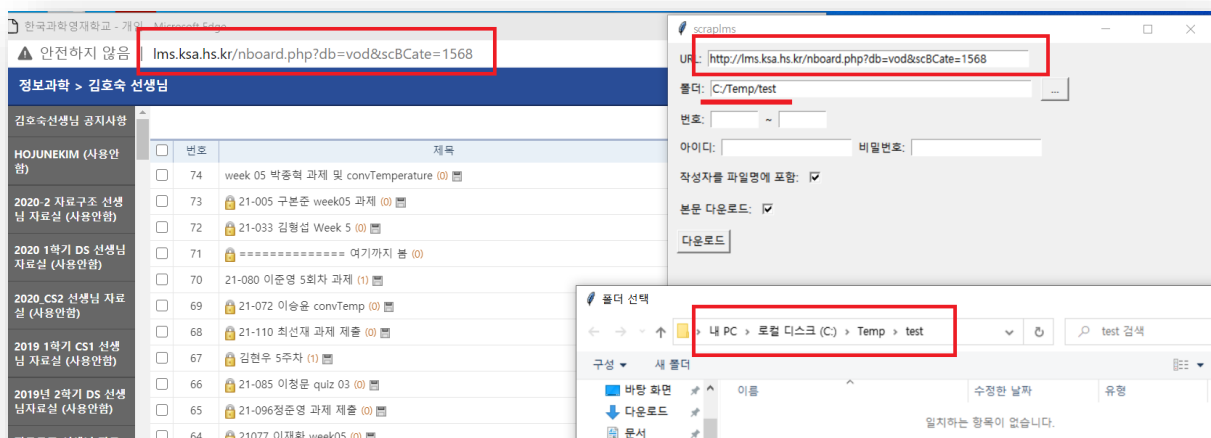 한국과학영재학교 - 개인 - Microsoft Edge
안전하지 않음 | lms.ksa.hs.kr/nboard.php?db=vod&scBCate=1568
정보과학 > 김호숙 선생님
김호숙선생님 공지사항
HOJUNEKIM (사용안
함)
2020-2 자료구조 선생
님 자료실 (사용안함)
2020 1학기 DS 선생님
자료실 (사용안함)
2020_CS2 선생님 자료
실 (사용안함)
2019 1학기 CS1 선생
님 자료실 (사용안함)
2019년 2학기 DS 선생
님자료실 (사용안함)
번호 제목
74 week 05 박종혁 과제 및 convTemperature (0)
73 21-005 구본준 week05 과제 (0)
72 21-033 김형섭 Week 5 (0)
71 ============== 여기까지 봄 (0)
70 21-080 이준영 5회차 과제 (1)
69 21-072 이승윤 convTemp (0)
68 21-110 최선재 과제 제출 (0)
67 김현우 5주차 (1)
66 21-085 이청문 quiz 03 (0)
65 21-096정준영 과제 제출 (0)
64 21077 이재환 week05 (0)
scraplms
URL: http://lms.ksa.hs.kr/nboard.php?db=vod&scBCate=1568
폴더: C:/Temp/test ...
번호: ~
아이디: 비밀번호:
작성자를 파일명에 포함:
본문 다운로드:
다운로드
폴더 선택
내 PC > 로컬 디스크 (C:) > Temp > test
test 검색
구성 새 폴더
바탕 화면
다운로드
문서
이름 수정한 날짜 유형
일치하는 항목이 없습니다.